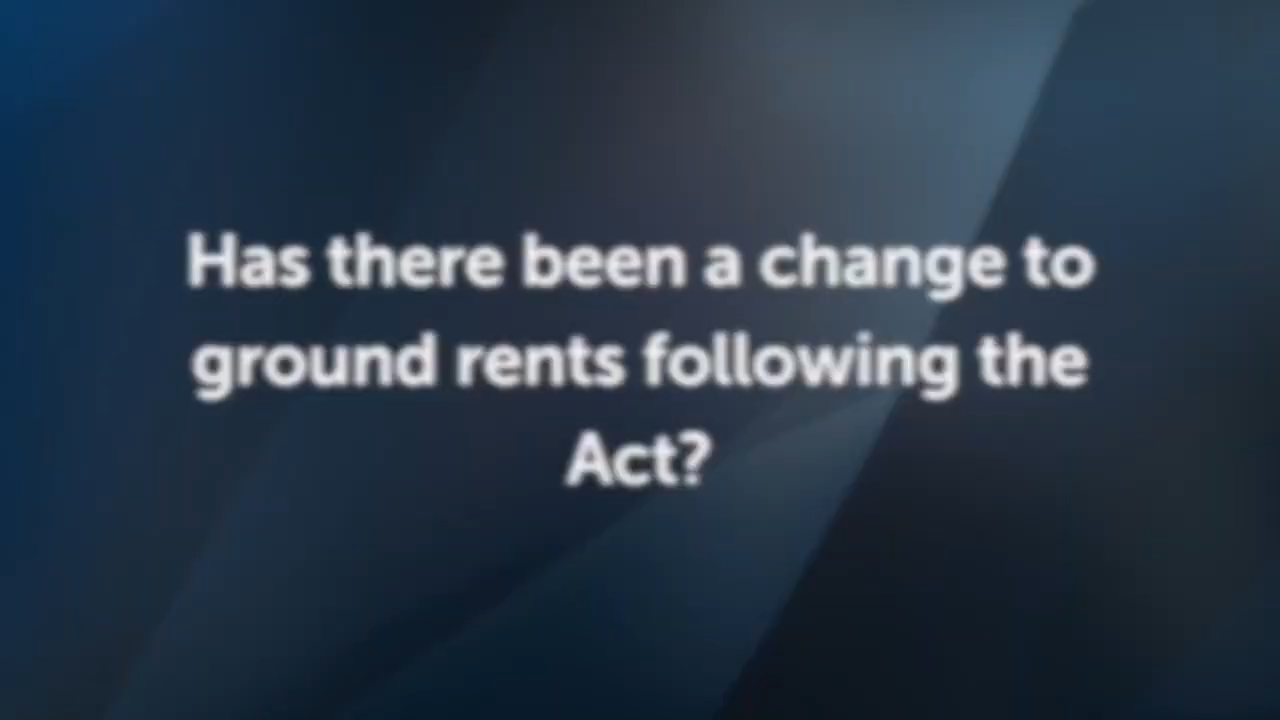 Has there been a change to
ground rents following the
Act?